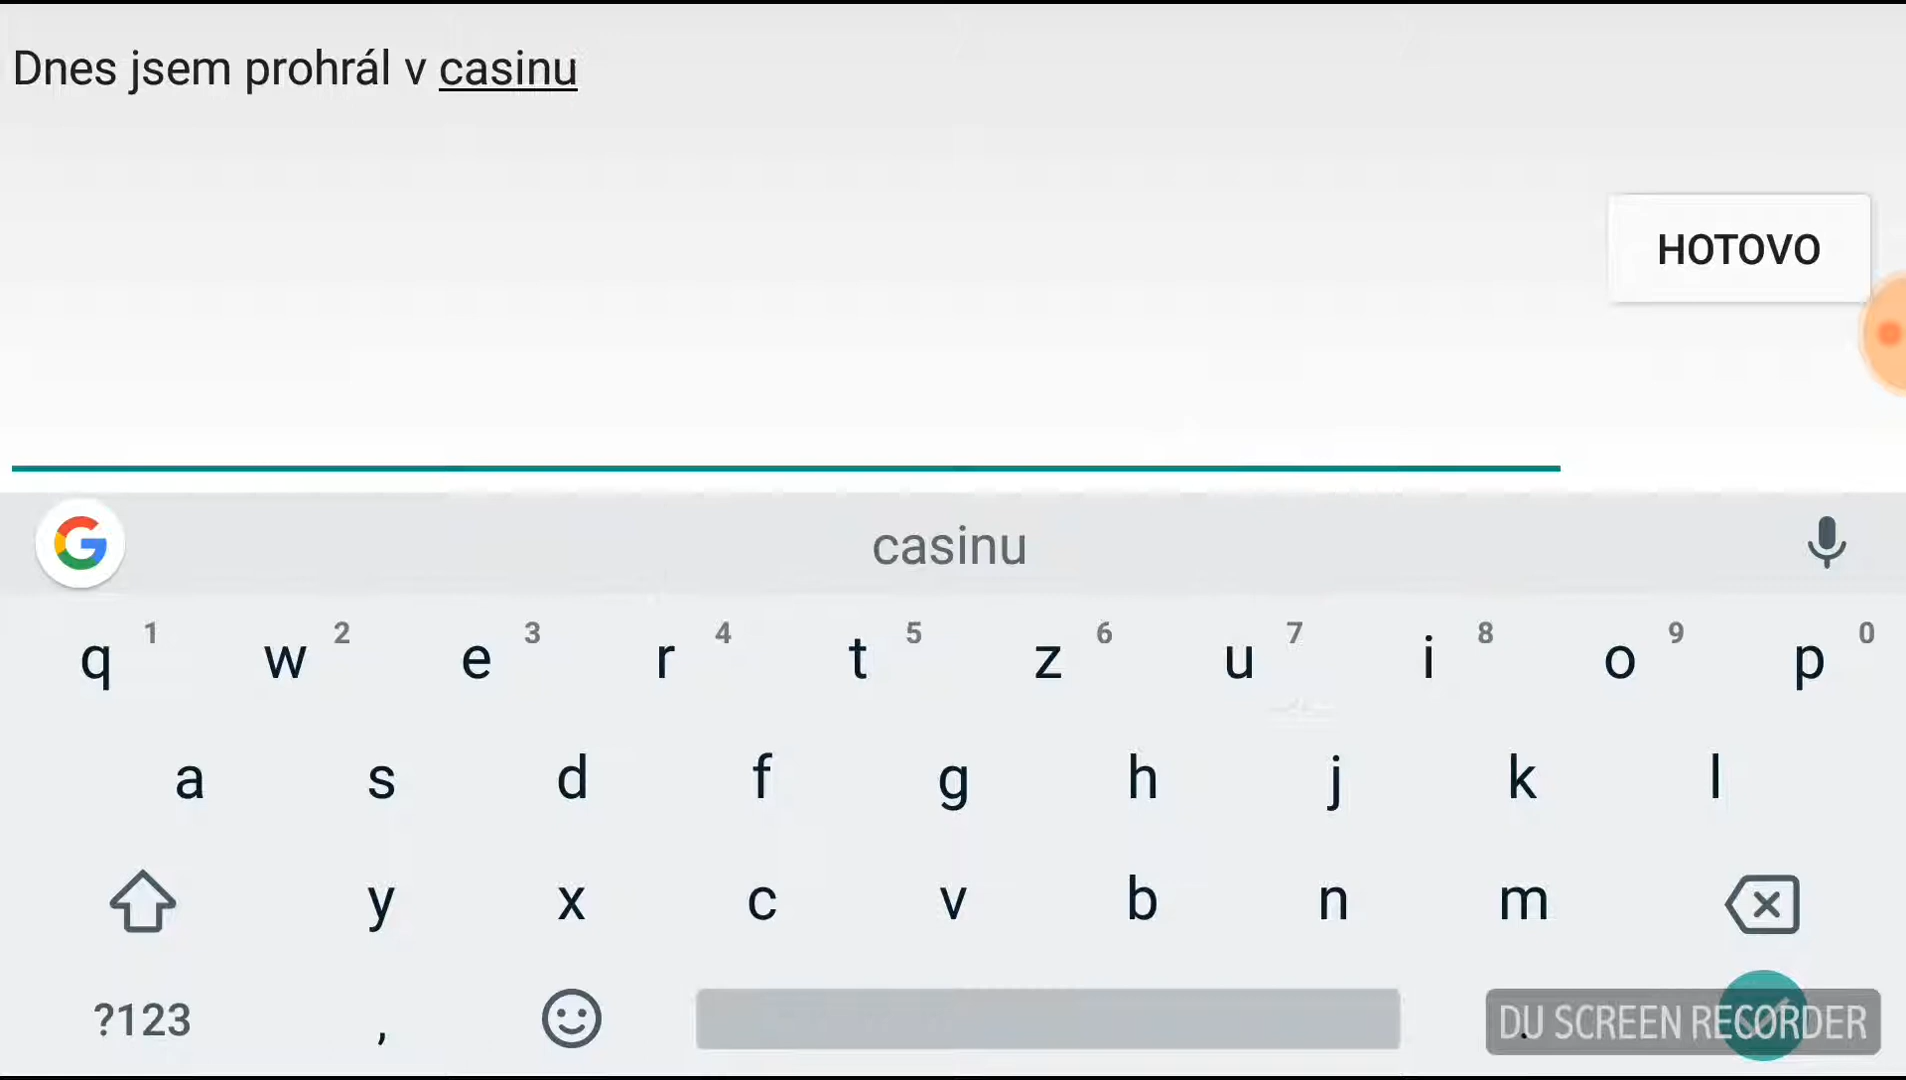 Dnes jsem prohrál v casinu
HOTOVO
casinu
q 1 w 2 e 3 r 4 t 5 z 6 u 7 i 8 o 9 p 0
a s d f g h j k l
y x c v b n m
?123 , .
DU SCREEN RECORDER